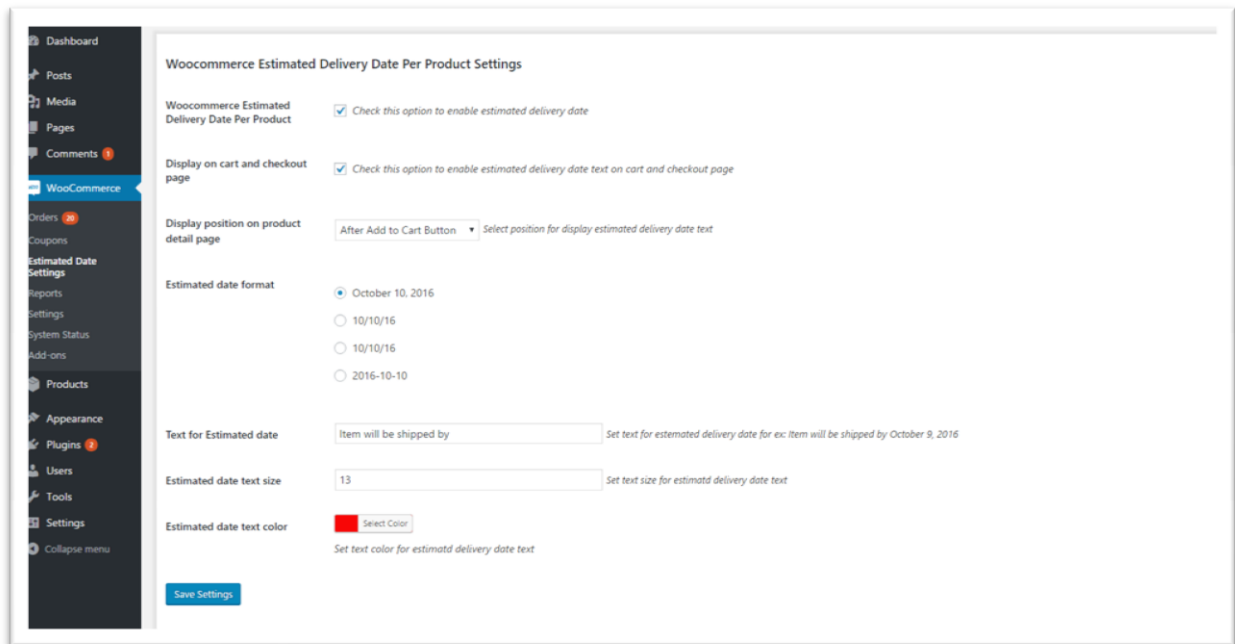 Dashboard
Posts
Media
Pages
Comments 1
WooCommerce
Orders 20
Coupons
Estimated Date
Settings
Reports
Settings
System Status
Add-ons
Products
Appearance
Plugins 2
Users
Tools
Settings
Collapse menu
Woocommerce Estimated Delivery Date Per Product Settings
Woocommerce Estimated
Delivery Date Per Product
Check this option to enable estimated delivery date
Display on cart and checkout
page
Check this option to enable estimated delivery date text on cart and checkout page
Display position on product
detail page
After Add to Cart Button
Select position for display estimated delivery date text
Estimated date format
October 10, 2016
10/10/16
10/10/16
2016-10-10
Text for Estimated date
Item will be shipped by
Set text for estemated delivery date for ex: Item will be shipped by October 9, 2016
Estimated date text size
13
Set text size for estimatd delivery date text
Estimated date text color
Select Color
Set text color for estimatd delivery date text
Save Settings